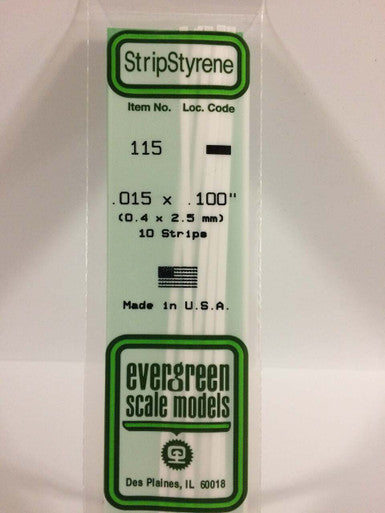 StripStyrene
Item No. Loc. Code
115
.015 x .100"
(0.4 x 2.5 mm)
10 Strips
Made in U.S.A.
evergreen
scale models
Des Plaines, IL 60018